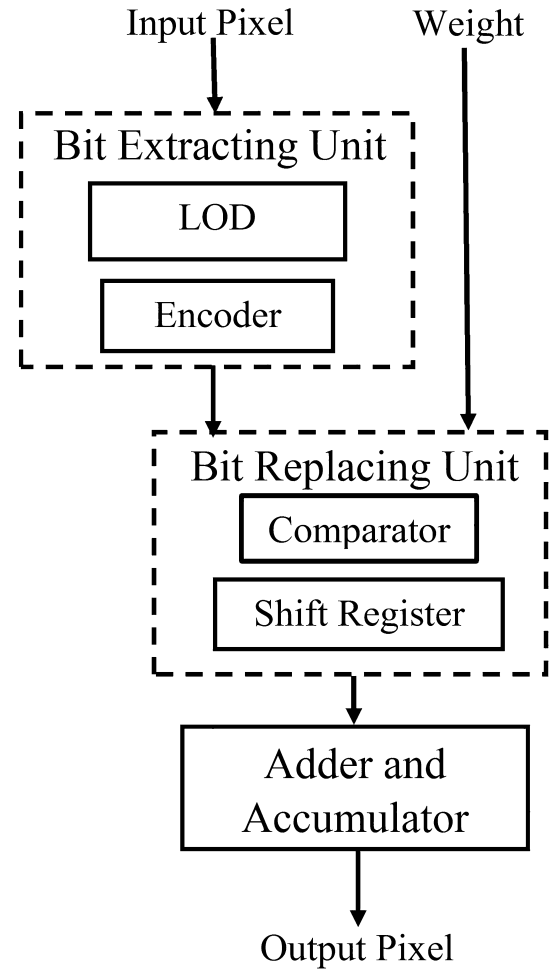 Input Pixel
Weight
Bit Extracting Unit
LOD
Encoder
Bit Replacing Unit
Comparator
Shift Register
Adder and
Accumulator
Output Pixel